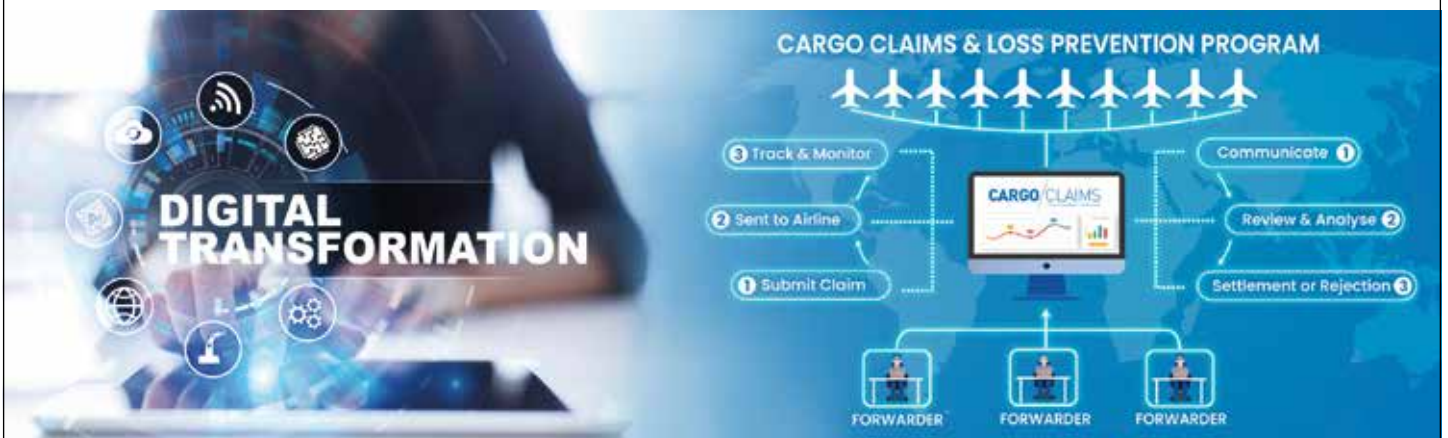 DIGITAL
TRANSFORMATION
CARGO CLAIMS & LOSS PREVENTION PROGRAM
3 Track & Monitor
2 Sent to Airline
1 Submit Claim
CARGO/CLAIMS
Communicate 1
Review & Analyse 2
Settlement or Rejection 3
FORWARDER
FORWARDER
FORWARDER